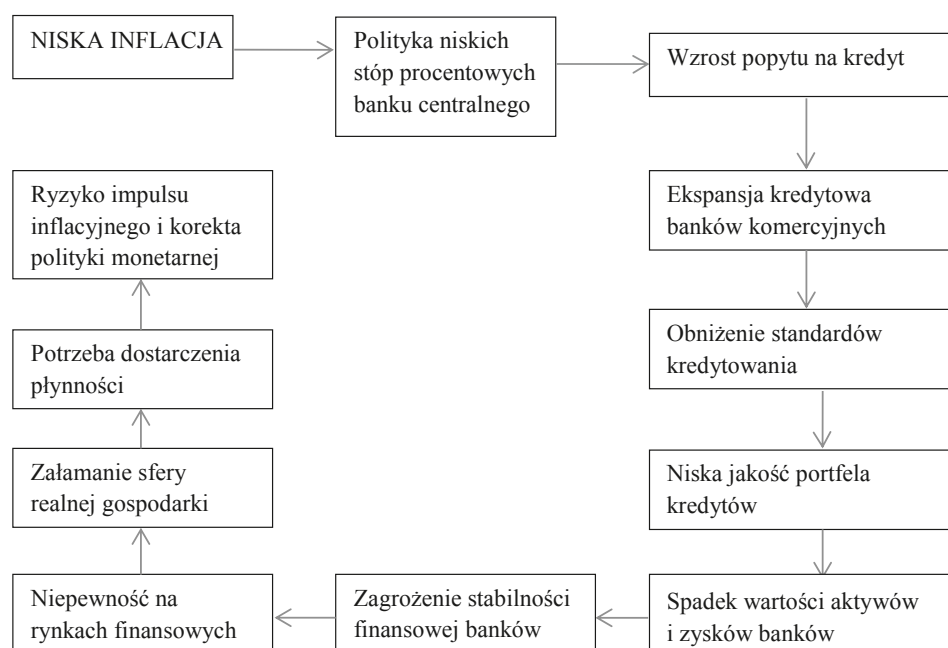 NISKA INFLACJA
Polityka niskich
stóp procentowych
banku centralnego
Wzrost popytu na kredyt
Ekspansja kredytowa
banków komercyjnych
Obniżenie standardów
kredytowania
Niska jakość portfela
kredytów
Spadek wartości aktywów
i zysków banków
Zagrożenie stabilności
finansowej banków
Niepewność na
rynkach finansowych
Załamanie sfery
realnej gospodarki
Potrzeba dostarczenia
płynności
Ryzyko impulsu
inflacyjnego i korekta
polityki monetarnej